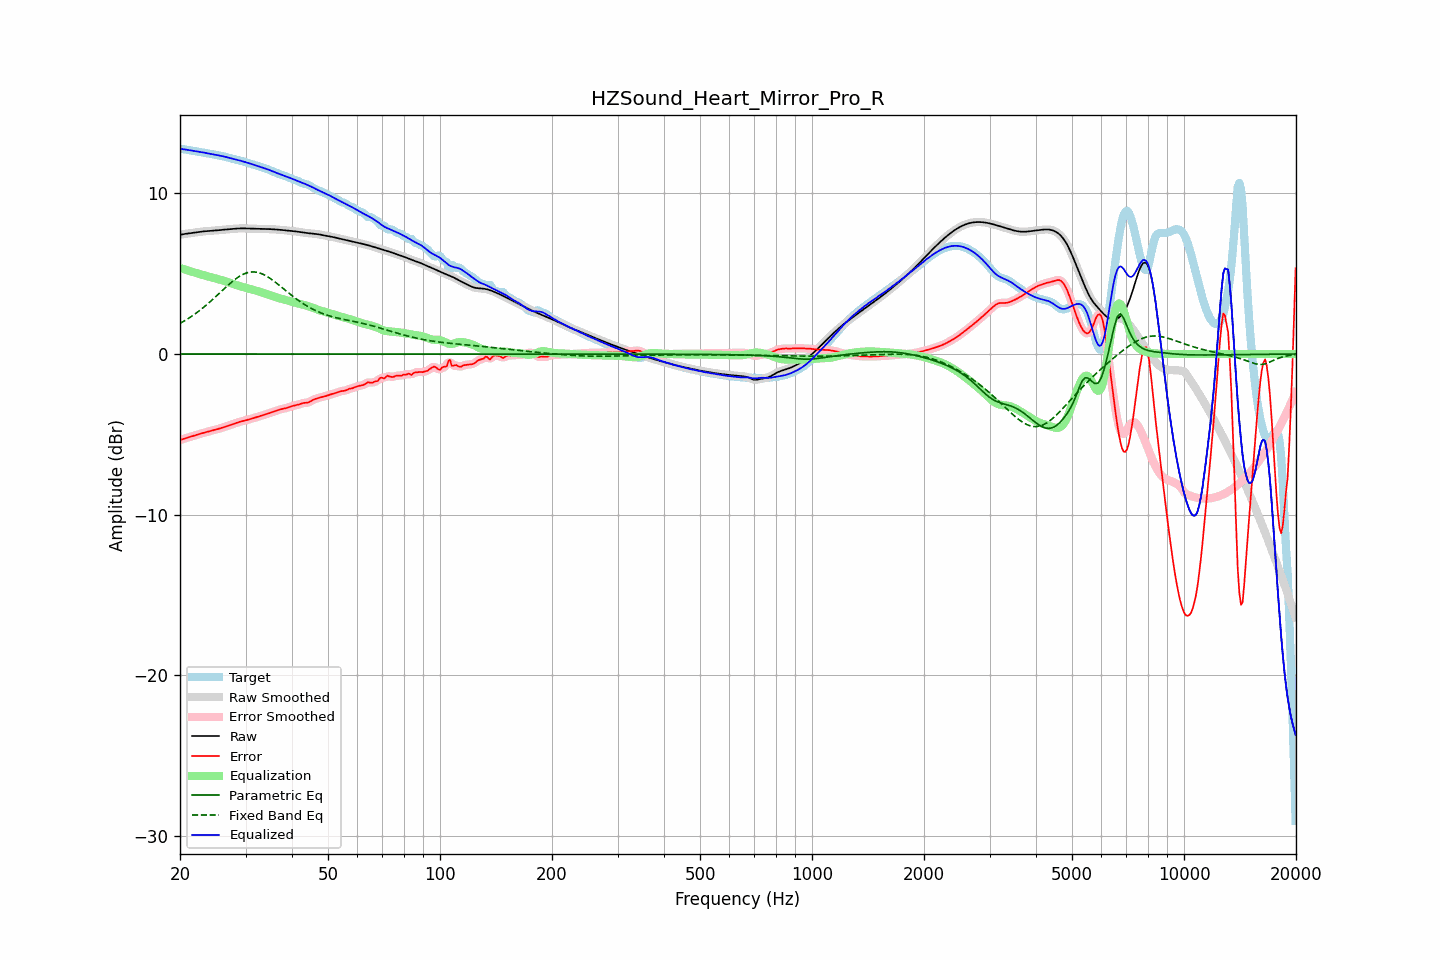 HZSound_Heart_Mirror_Pro_R
Amplitude (dBr)
10
0
−10
−20
−30
Target
Raw Smoothed
Error Smoothed
Raw
Error
Equalization
Parametric Eq
Fixed Band Eq
Equalized
20 50 100 200 500 1000 2000 5000 10000 20000
Frequency (Hz)